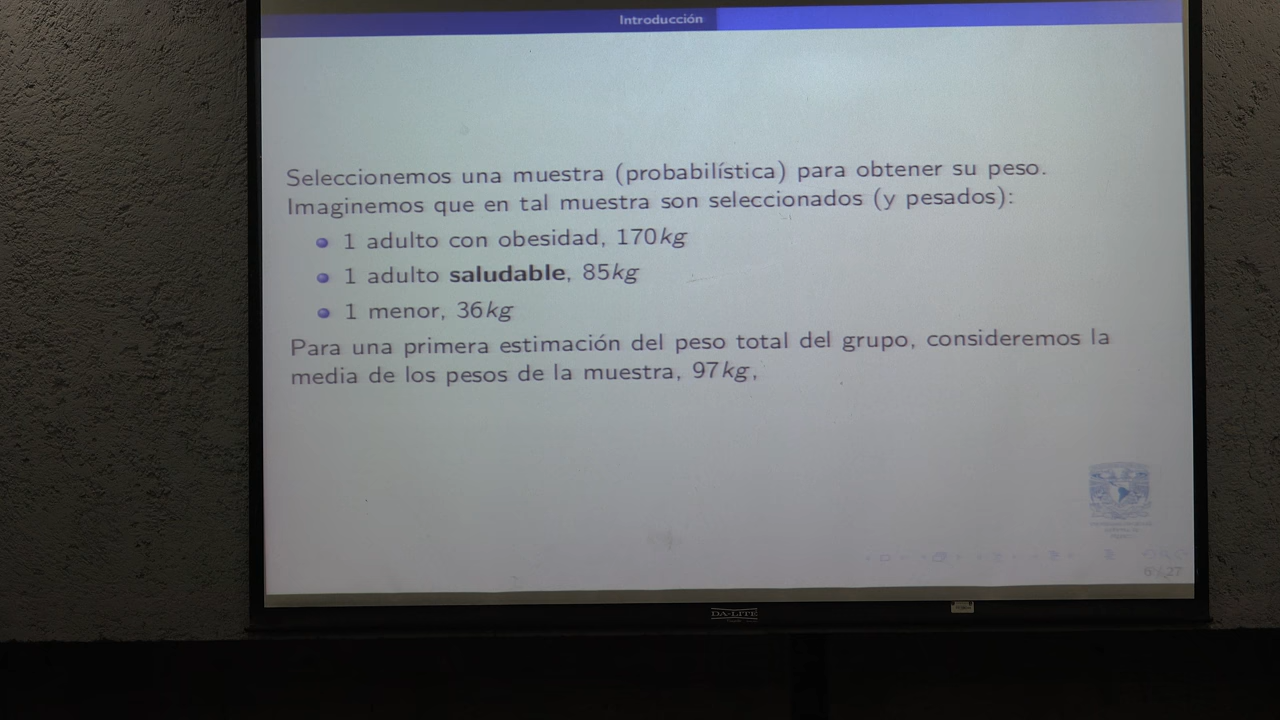 Introducción
Seleccionemos una muestra (probabilística) para obtener su peso.
Imaginemos que en tal muestra son seleccionados (y pesados):
1 adulto con obesidad, 170kg
1 adulto saludable, 85kg
1 menor, 36kg
Para una primera estimación del peso total del grupo, consideremos la
media de los pesos de la muestra, 97kg,
DA-LITE